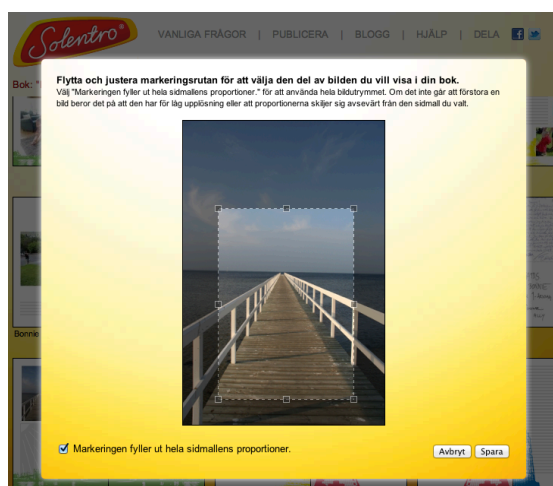 Solentro
VANLIGA FRÅGOR | PUBLICERA | BLOGG | HJÄLP | DELA
Bok: "
Flytta och justera markeringsrutan för att välja den del av bilden du vill visa i din bok.
Välj "Markeringen fyller ut hela sidmallens proportioner." för att använda hela bildutrymmet. Om det inte går att förstora en
bild beror det på att den har för låg upplösning eller att proportionerna skiljer sig avsevärt från den sidmall du valt.
Bonnie
Markeringen fyller ut hela sidmallens proportioner.
Avbryt Spara